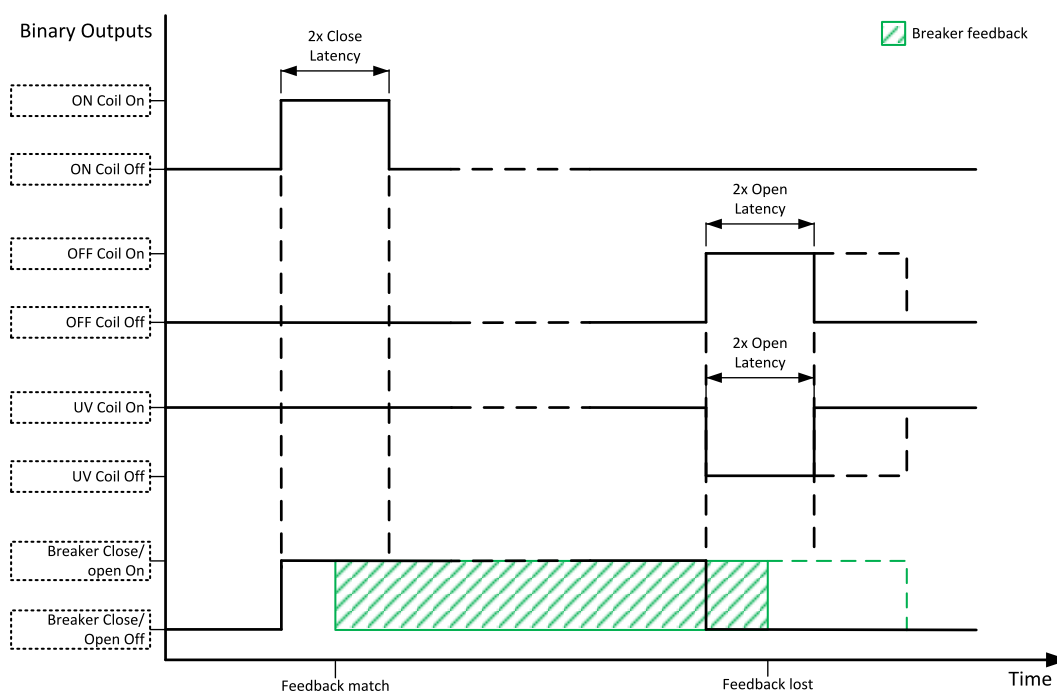 Binary Outputs
2x Close
Latency
Breaker feedback
ON Coil On
ON Coil Off
2x Open
Latency
OFF Coil On
OFF Coil Off
2x Open
Latency
UV Coil On
UV Coil Off
Breaker Close/
open On
Breaker Close/
Open Off
Feedback match
Feedback lost
Time